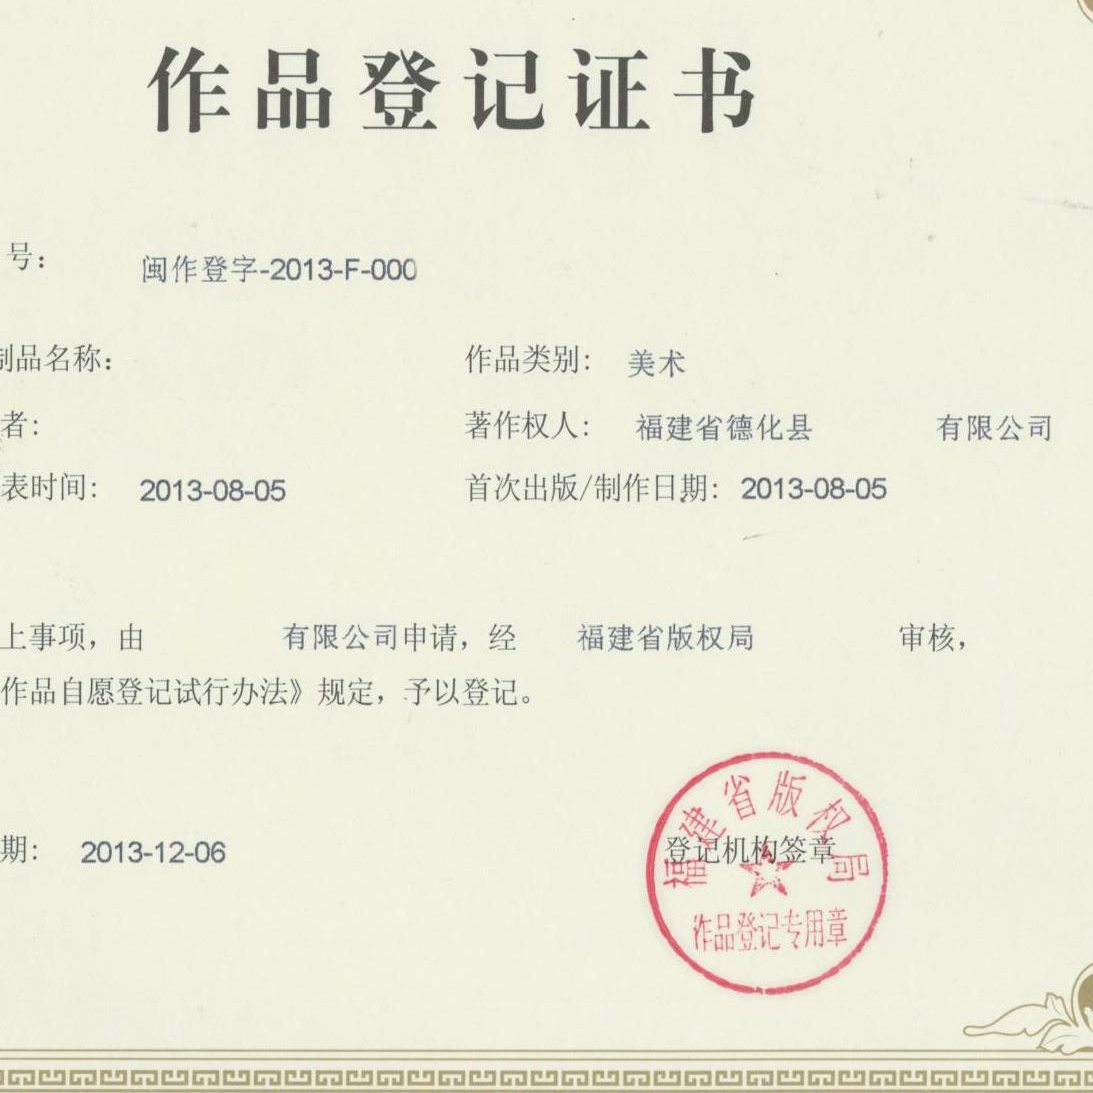 作品登记证书
号：
闽作登字-2013-F-000
制品名称：
作品类别： 美术
者：
著作权人： 福建省德化县 有限公司
表时间： 2013-08-05
首次出版/制作日期： 2013-08-05
上事项，由 有限公司申请，经 福建省版权局 审核，
作品自愿登记试行办法》规定，予以登记。
期： 2013-12-06
登记机构签章
福建省版权局
作品登记专用章